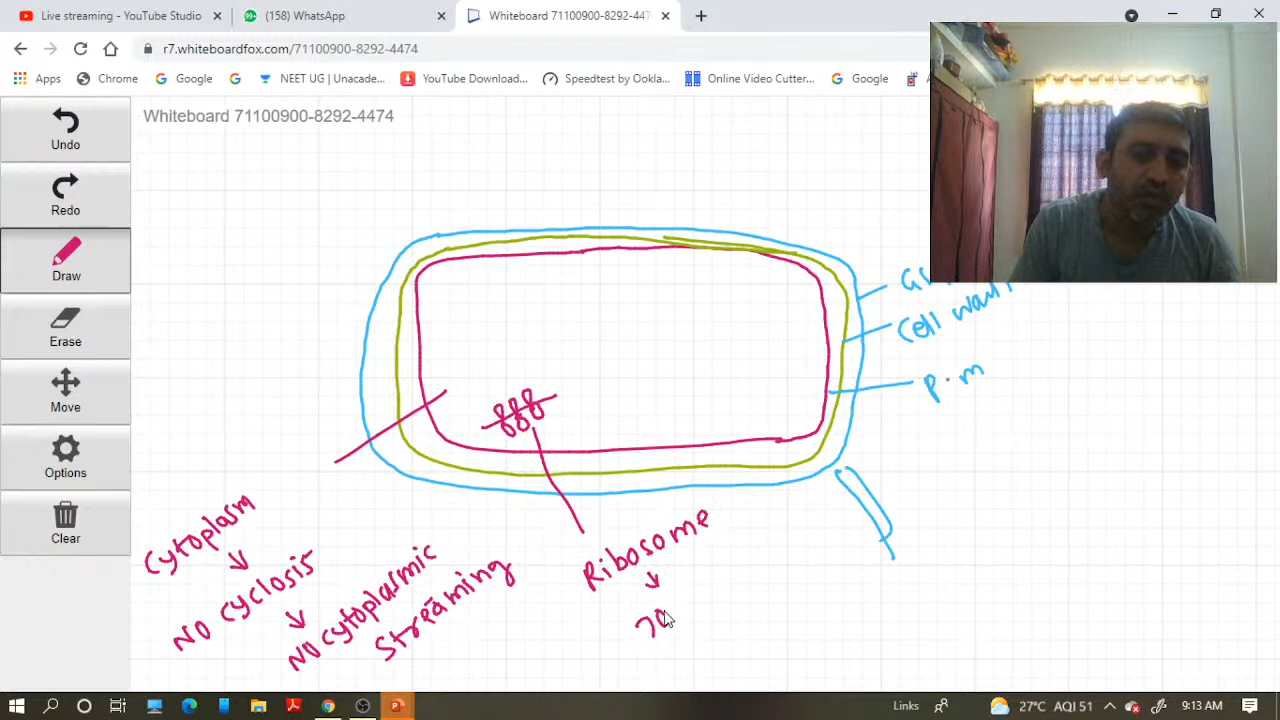 Live streaming - YouTube Studio
(158) WhatsApp
Whiteboard 71100900-8292-4474
r7.whiteboardfox.com/71100900-8292-4474
Apps
Chrome
Google
NEET UG | Unacade...
YouTube Download...
Speedtest by Ookla...
Online Video Cutter...
Google
Undo
Redo
Draw
Erase
Move
Options
Clear
Whiteboard 71100900-8292-4474
Cell wall
P.m
Cytoplasm
↓
NO cyclosis
↓
NO cytoplasmic
streaming
Ribosome
↓
70
Links
27°C AQI 51
9:13 AM